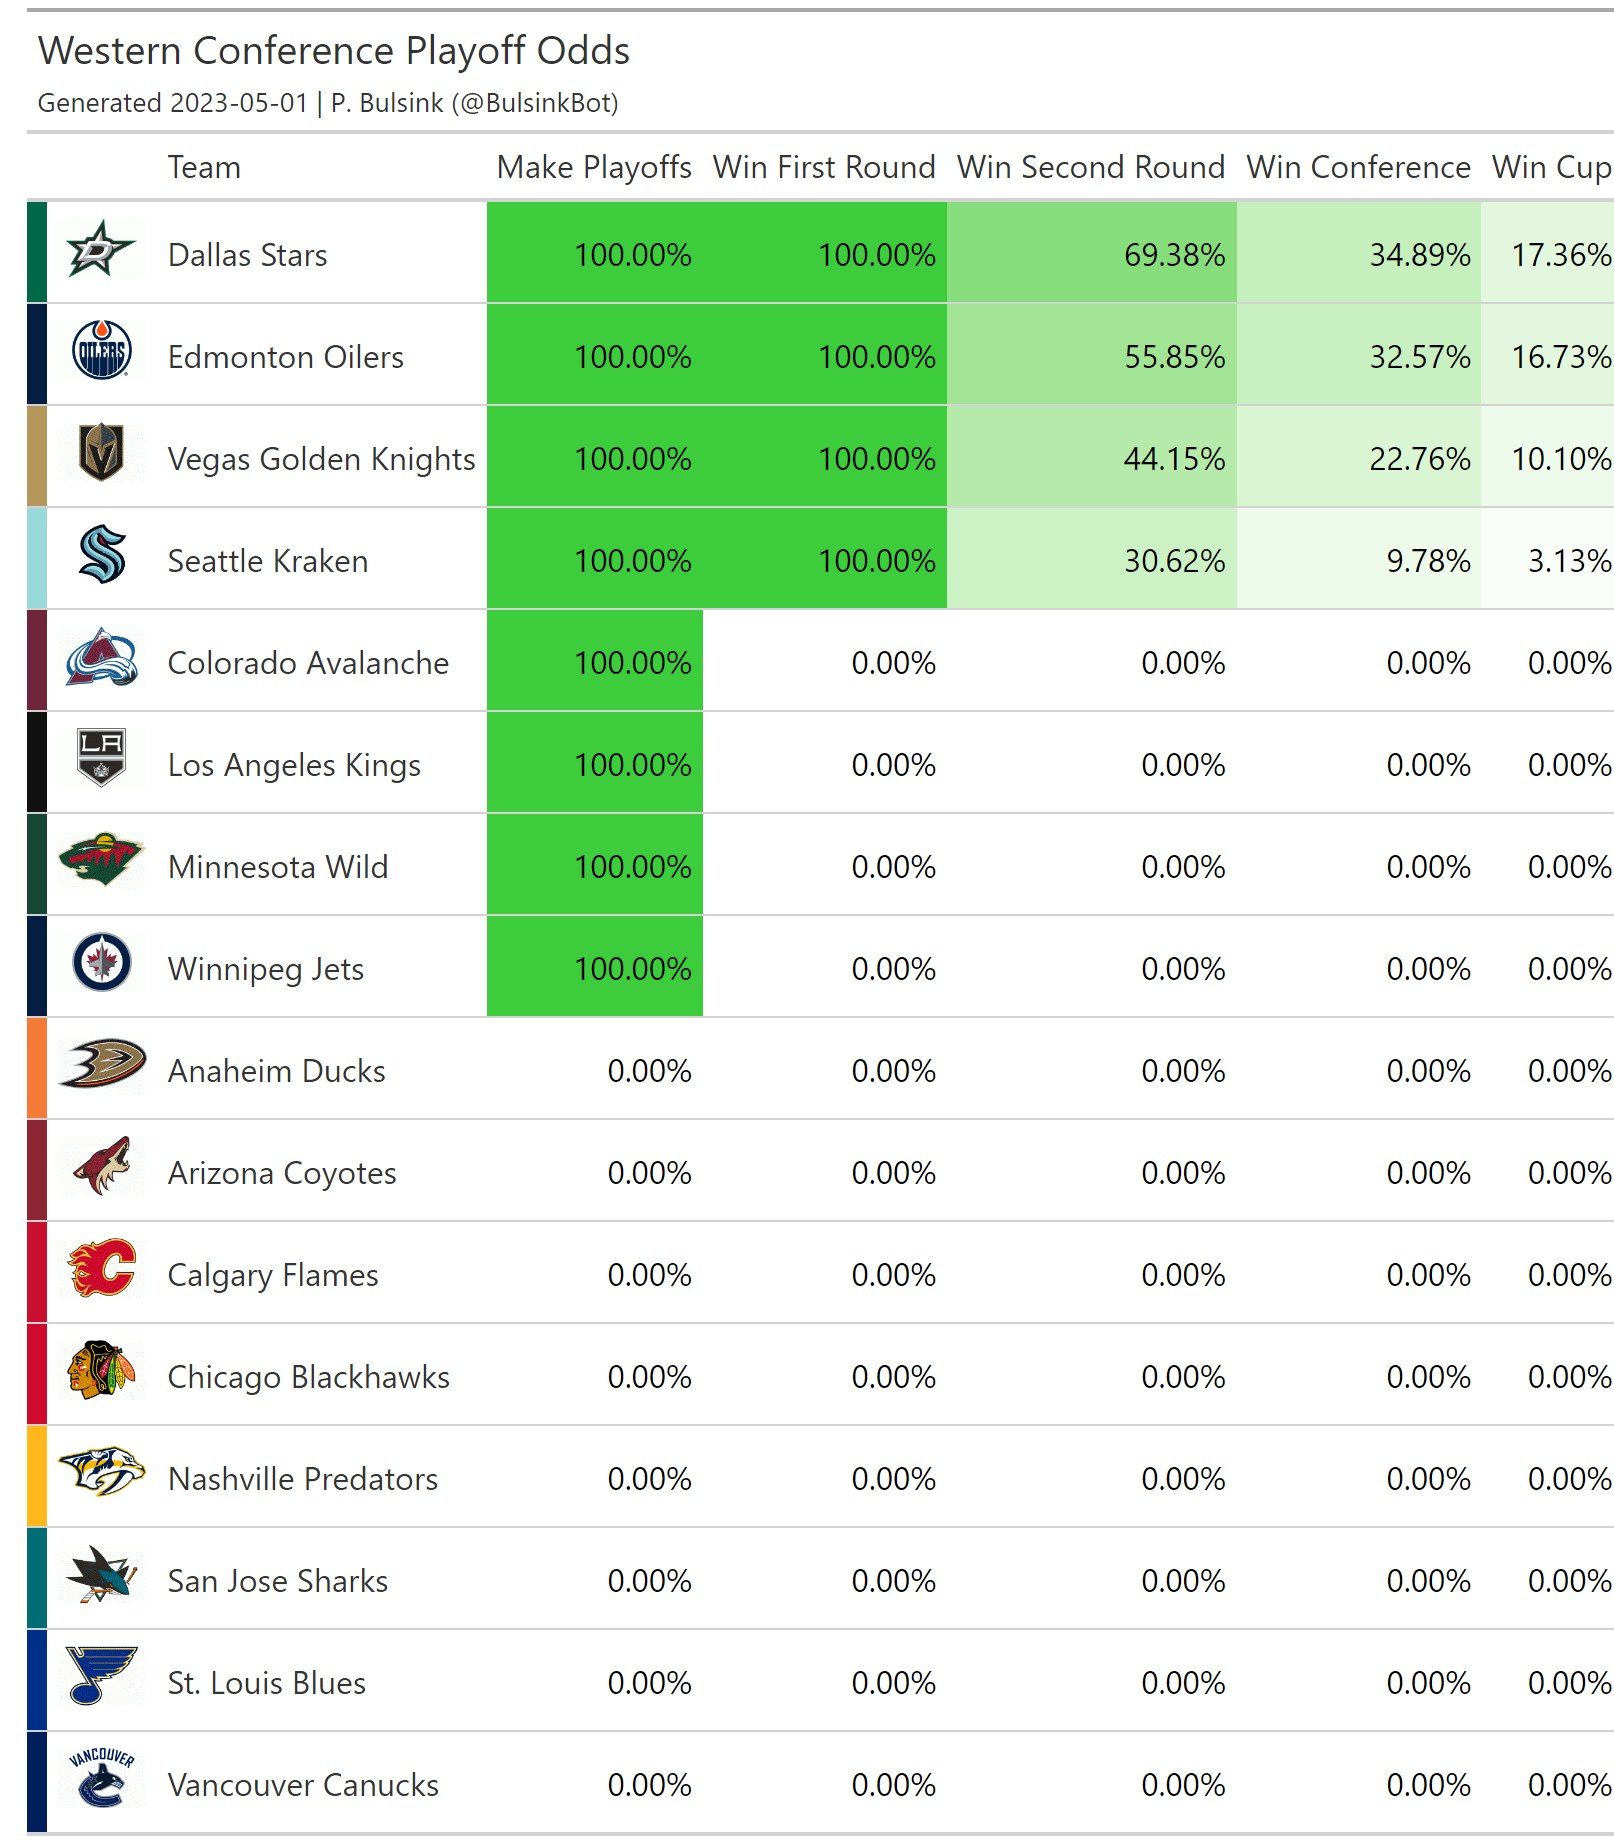 Western Conference Playoff Odds
Generated 2023-05-01 | P. Bulsink (@BulsinkBot)
Team Make Playoffs Win First Round Win Second Round Win Conference Win Cup
Dallas Stars 100.00% 100.00% 69.38% 34.89% 17.36%
OILERS Edmonton Oilers 100.00% 100.00% 55.85% 32.57% 16.73%
Vegas Golden Knights 100.00% 100.00% 44.15% 22.76% 10.10%
Seattle Kraken 100.00% 100.00% 30.62% 9.78% 3.13%
Colorado Avalanche 100.00% 0.00% 0.00% 0.00% 0.00%
LA Los Angeles Kings 100.00% 0.00% 0.00% 0.00% 0.00%
Minnesota Wild 100.00% 0.00% 0.00% 0.00% 0.00%
Winnipeg Jets 100.00% 0.00% 0.00% 0.00% 0.00%
Anaheim Ducks 0.00% 0.00% 0.00% 0.00% 0.00%
Arizona Coyotes 0.00% 0.00% 0.00% 0.00% 0.00%
Calgary Flames 0.00% 0.00% 0.00% 0.00% 0.00%
Chicago Blackhawks 0.00% 0.00% 0.00% 0.00% 0.00%
Nashville Predators 0.00% 0.00% 0.00% 0.00% 0.00%
San Jose Sharks 0.00% 0.00% 0.00% 0.00% 0.00%
St. Louis Blues 0.00% 0.00% 0.00% 0.00% 0.00%
VANCOUVER Vancouver Canucks 0.00% 0.00% 0.00% 0.00% 0.00%